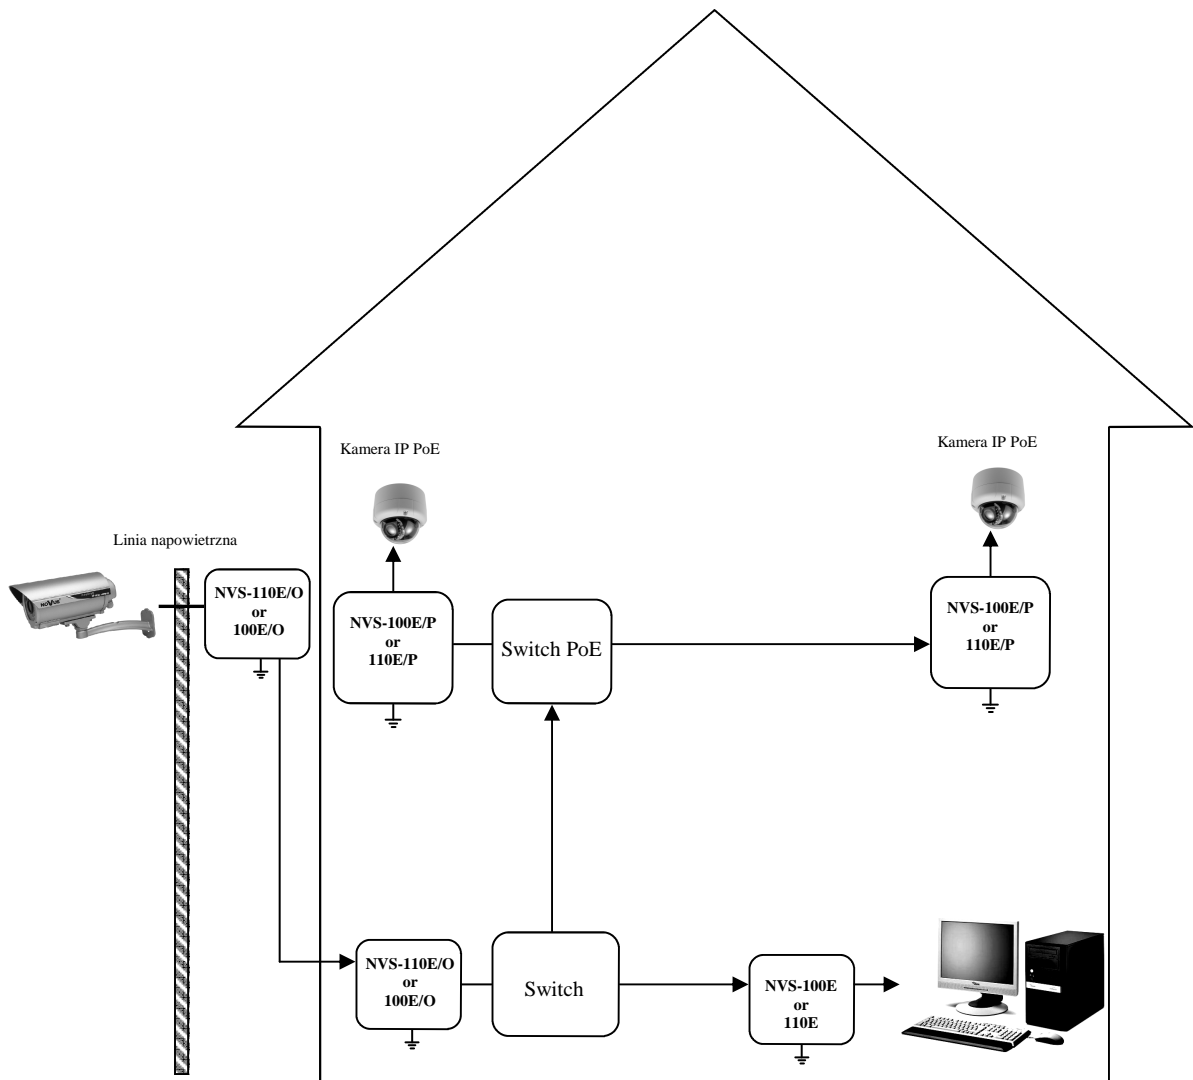 Kamera IP PoE
Kamera IP PoE
Linia napowietrzna
NOVUS
NVS-110E/O
or
100E/O
NVS-100E/P
or
110E/P
Switch PoE
NVS-100E/P
or
110E/P
NVS-110E/O
or
100E/O
Switch
NVS-100E
or
110E